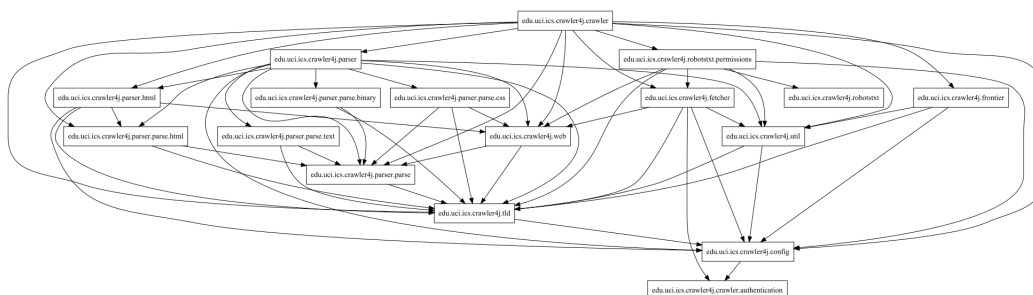 edu.uci.ics.crawler4j.crawler
edu.uci.ics.crawler4j.parser
edu.uci.ics.crawler4j.robotstxt.permissions
edu.uci.ics.crawler4j.parser.html
edu.uci.ics.crawler4j.parser.parse.binary
edu.uci.ics.crawler4j.parser.parse.css
edu.uci.ics.crawler4j.fetcher
edu.uci.ics.crawler4j.robotstxt
edu.uci.ics.crawler4j.frontier
edu.uci.ics.crawler4j.parser.parse.html
edu.uci.ics.crawler4j.parser.parse.text
edu.uci.ics.crawler4j.web
edu.uci.ics.crawler4j.util
edu.uci.ics.crawler4j.parser.parse
edu.uci.ics.crawler4j.tld
edu.uci.ics.crawler4j.config
edu.uci.ics.crawler4j.crawler.authentication